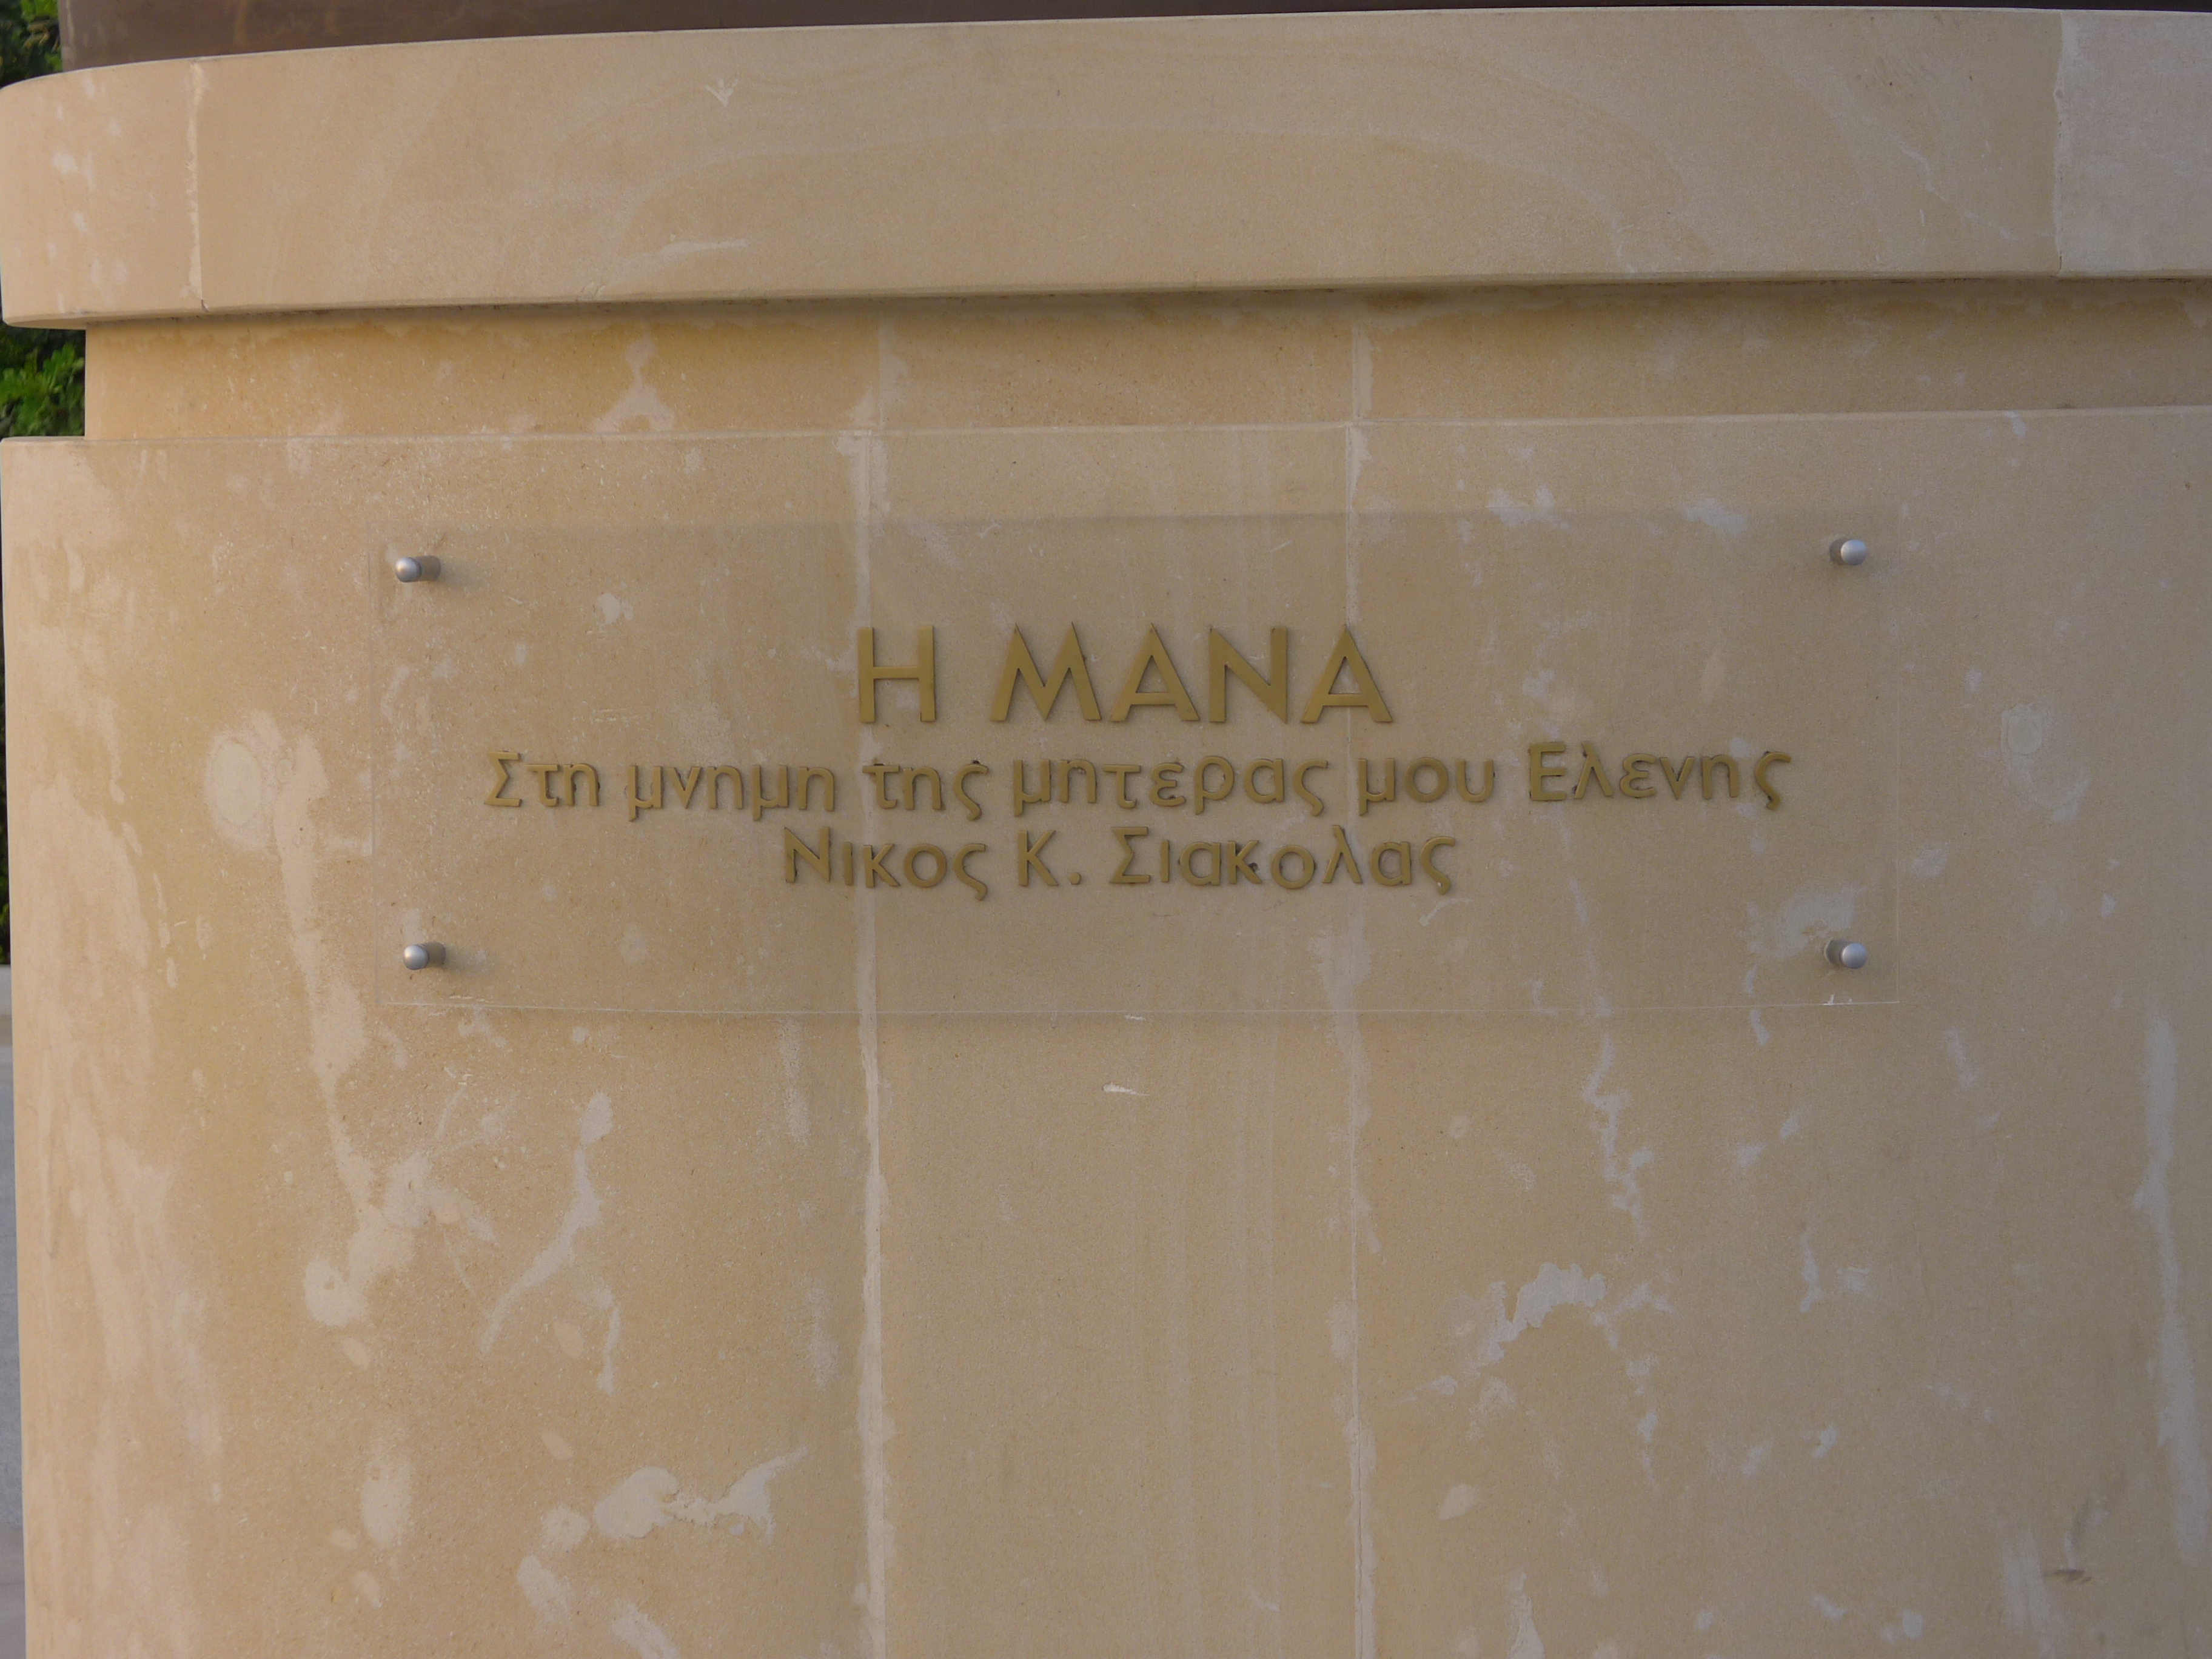 Η ΜΑΝΑ
Στη μνημη της μητερας μου Ελενης
Νικος Κ. Σιακολας